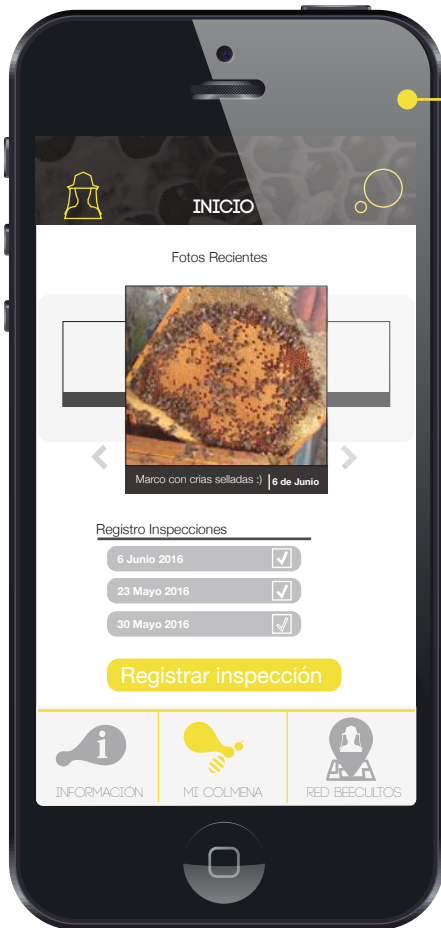 INICIO
Fotos Recientes
Marco con crias selladas :) 6 de Junio
Registro Inspecciones
6 Junio 2016
23 Mayo 2016
30 Mayo 2016
Registrar inspección
INFORMACIÓN MI COLMENA RED BEECULTOS